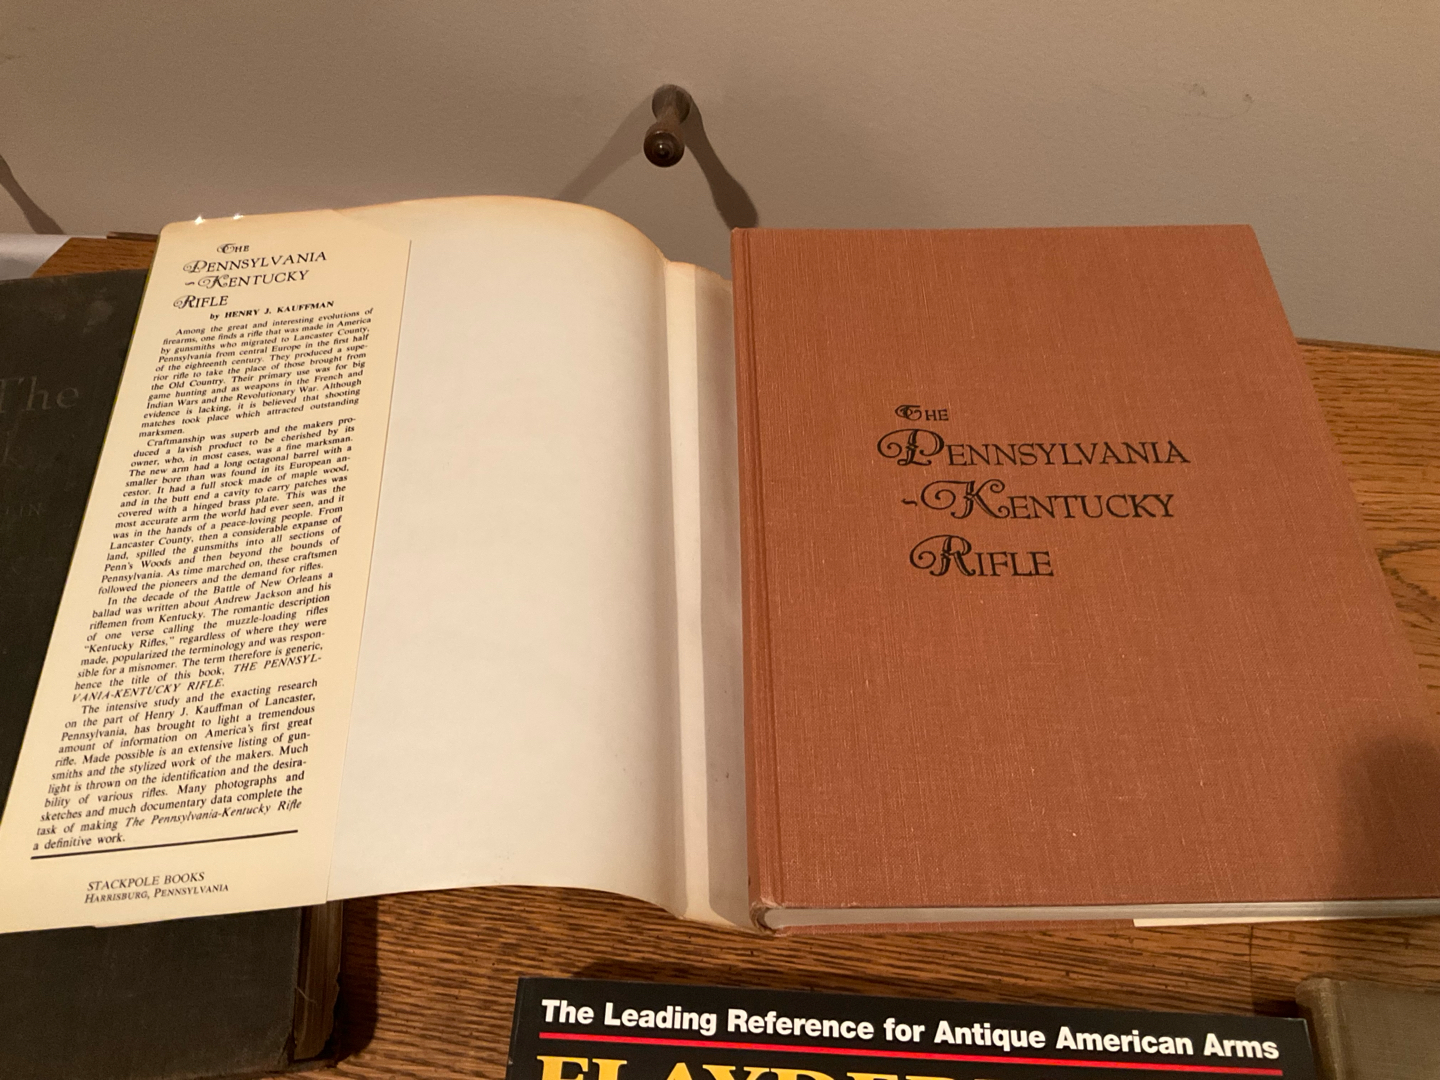 THE
PENNSYLVANIA
-KENTUCKY
RIFLE
by HENRY J. KAUFFMAN
Among the great and interesting evolutions of
firearms, one finds a rifle that was made in America
by gunsmiths who migrated to Lancaster County,
Pennsylvania from central Europe in the first half
of the eighteenth century. They produced a supe-
rior rifle to take the place of those brought from
the Old Country. Their primary use was for big
game hunting and as weapons in the French and
Indian Wars and the Revolutionary War. Although
evidence is lacking, it is believed that shooting
matches took place which attracted outstanding
marksmen.
Craftmanship was superb and the makers pro-
duced a lavish product to be cherished by its
owner, who, in most cases, was a fine marksman.
The new arm had a long octagonal barrel with a
smaller bore than was found in its European an-
cestor. It had a full stock made of maple wood,
and in the butt end a cavity to carry patches was
covered with a hinged brass plate. This was the
most accurate arm the world had ever seen, and it
was in the hands of a peace-loving people. From
Lancaster County, then a considerable expanse of
land, spilled the gunsmiths into all sections of
Penn's Woods and then beyond the bounds of
Pennsylvania. As time marched on, these craftsmen
followed the pioneers and the demand for rifles.
In the decade of the Battle of New Orleans a
ballad was written about Andrew Jackson and his
riflemen from Kentucky. The romantic description
of one verse calling the muzzle-loading rifles
"Kentucky Rifles," regardless of where they were
made, popularized the terminology and was respon-
sible for a misnomer. The term therefore is generic,
hence the title of this book, THE PENNSYL-
VANIA-KENTUCKY RIFLE.
The intensive study and the exacting research
on the part of Henry J. Kauffman of Lancaster,
Pennsylvania, has brought to light a tremendous
amount of information on America's first great
rifle. Made possible is an extensive listing of gun-
smiths and the stylized work of the makers. Much
light is thrown on the identification and the desira-
bility of various rifles. Many photographs and
sketches and much documentary data complete the
task of making The Pennsylvania-Kentucky Rifle
a definitive work.
STACKPOLE BOOKS
HARRISBURG, PENNSYLVANIA
THE
PENNSYLVANIA
-KENTUCKY
RIFLE
The
The Leading Reference for Antique American Arms